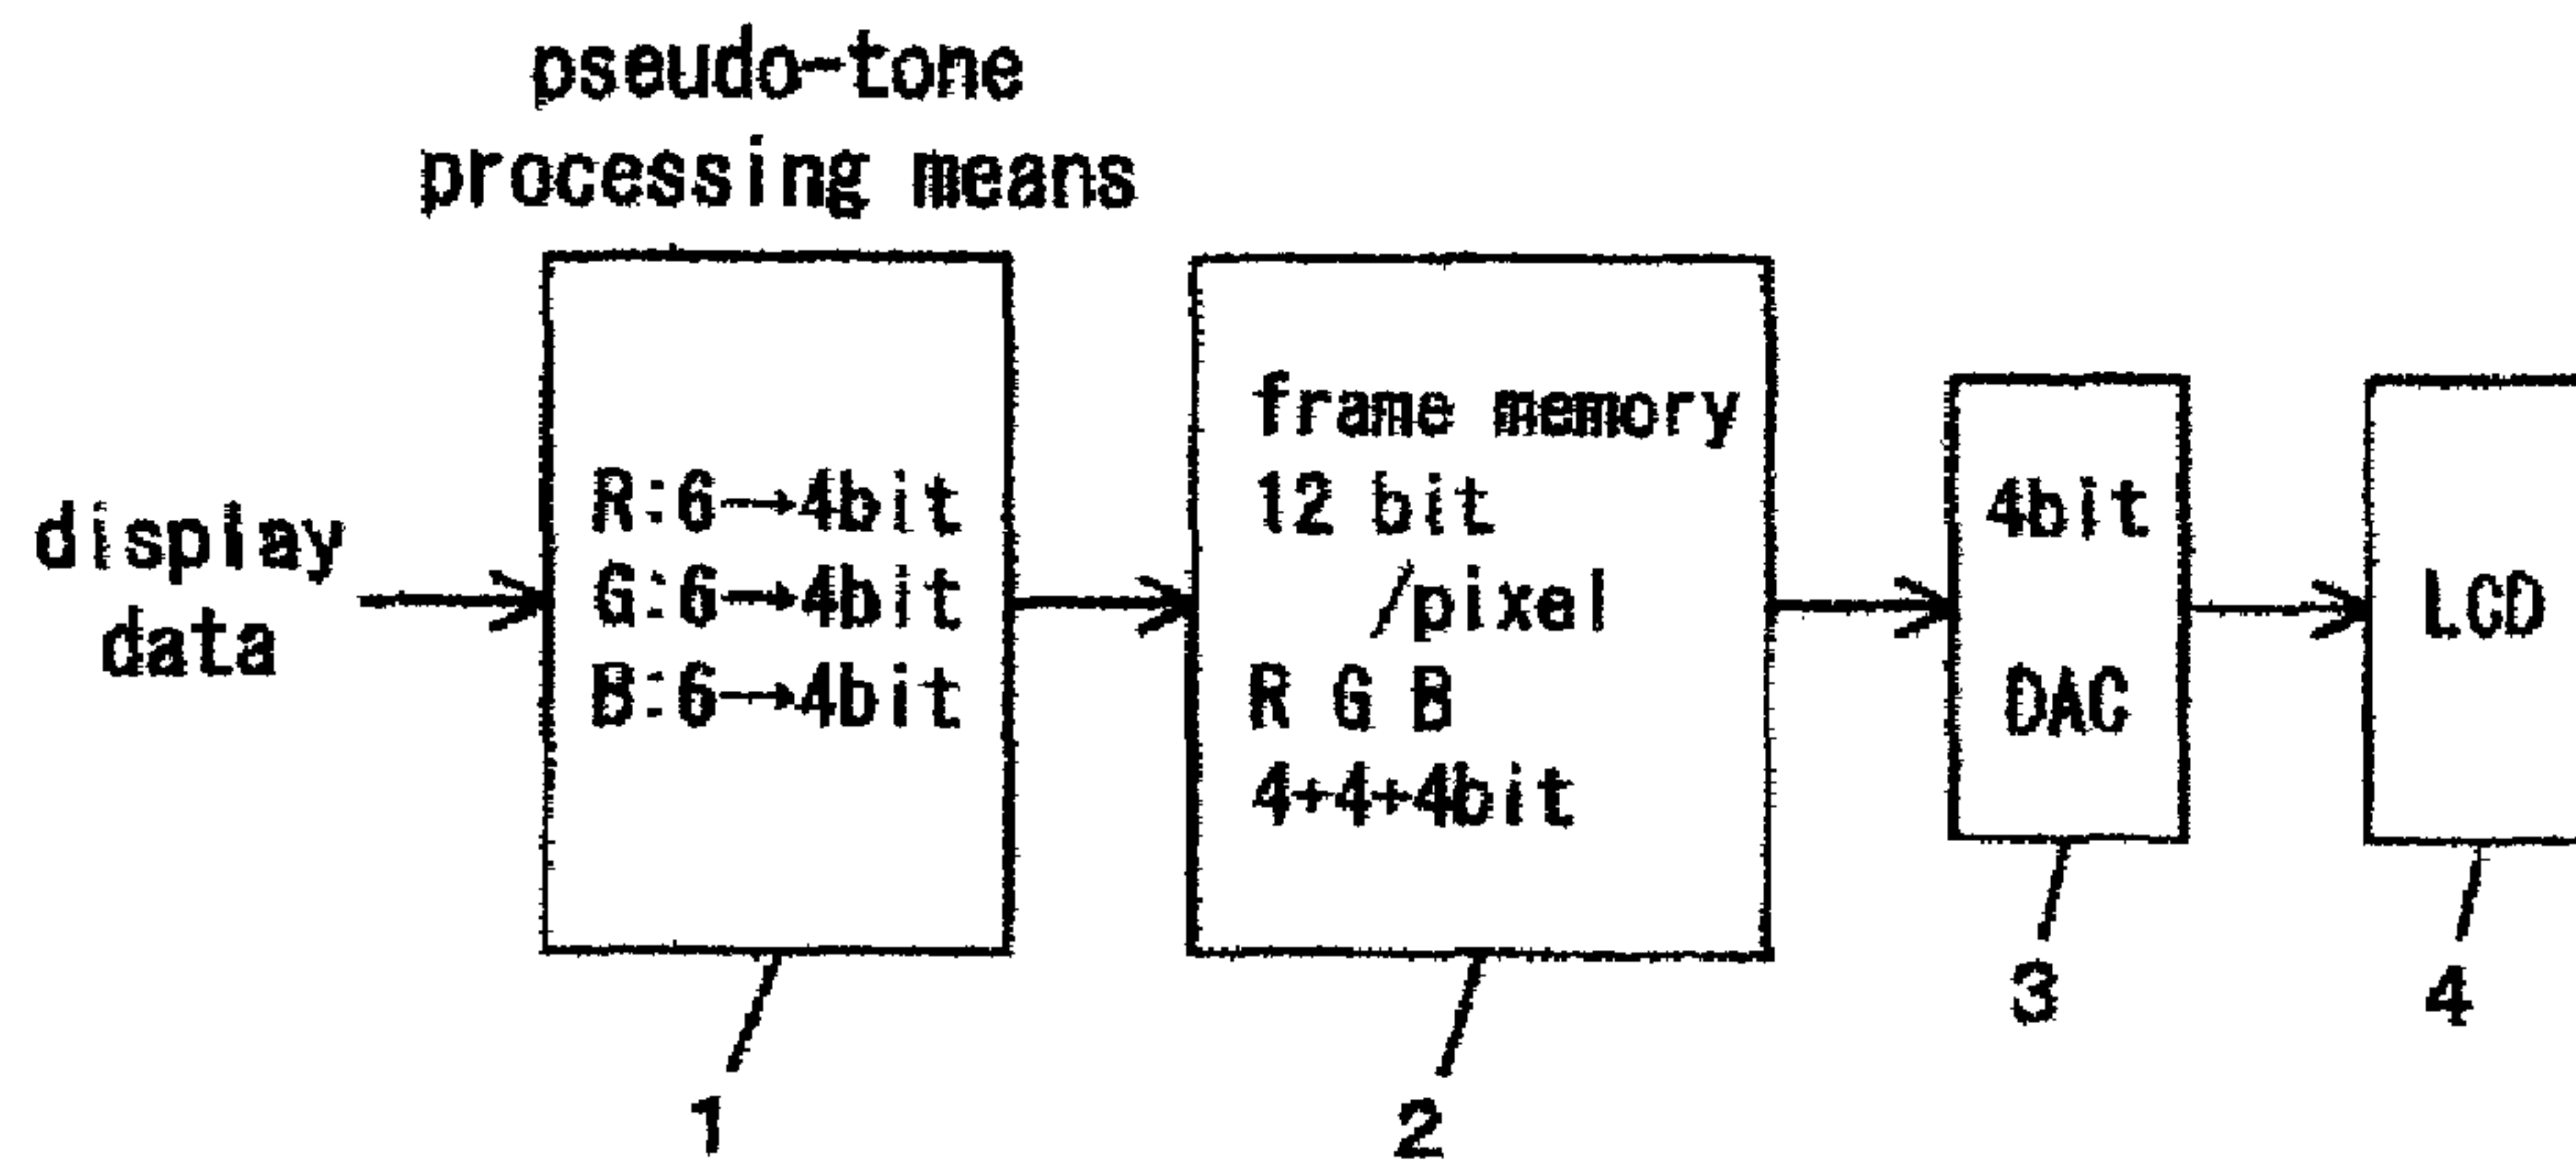 pseudo-tone
processing means
display
data
R:6→4bit
G:6→4bit
B:6→4bit
frame memory
12 bit
/pixel
R G B
4+4+4bit
4bit
DAC
LCD
1
2
3
4